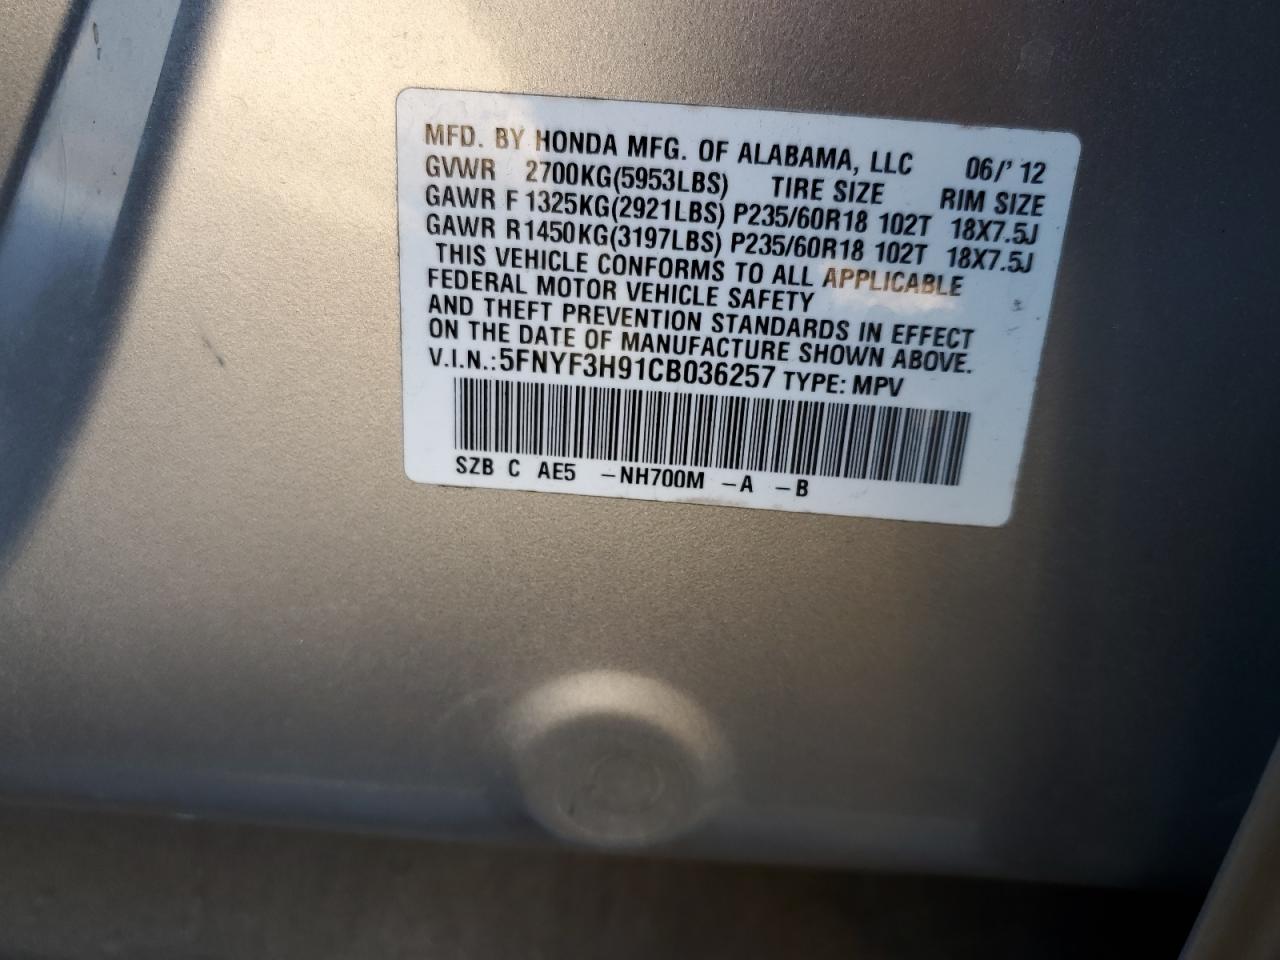 MFD. BY HONDA MFG. OF ALABAMA, LLC 06/' 12
GVWR 2700KG(5953LBS) TIRE SIZE RIM SIZE
GAWR F 1325KG(2921LBS) P235/60R18 102T 18X7.5J
GAWR R1450KG(3197LBS) P235/60R18 102T 18X7.5J
THIS VEHICLE CONFORMS TO ALL APPLICABLE
FEDERAL MOTOR VEHICLE SAFETY
AND THEFT PREVENTION STANDARDS IN EFFECT
ON THE DATE OF MANUFACTURE SHOWN ABOVE.
V.I.N.:5FNYF3H91CB036257 TYPE: MPV
SZB C AE5 -NH700M -A -B